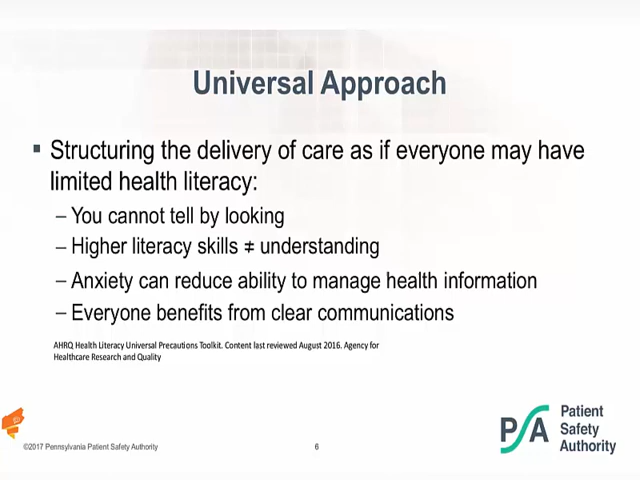 Universal Approach
▪ Structuring the delivery of care as if everyone may have
limited health literacy:
– You cannot tell by looking
– Higher literacy skills ≠ understanding
– Anxiety can reduce ability to manage health information
– Everyone benefits from clear communications
AHRQ Health Literacy Universal Precautions Toolkit. Content last reviewed August 2016. Agency for
Healthcare Research and Quality
©2017 Pennsylvania Patient Safety Authority
6
PSA
Patient
Safety
Authority